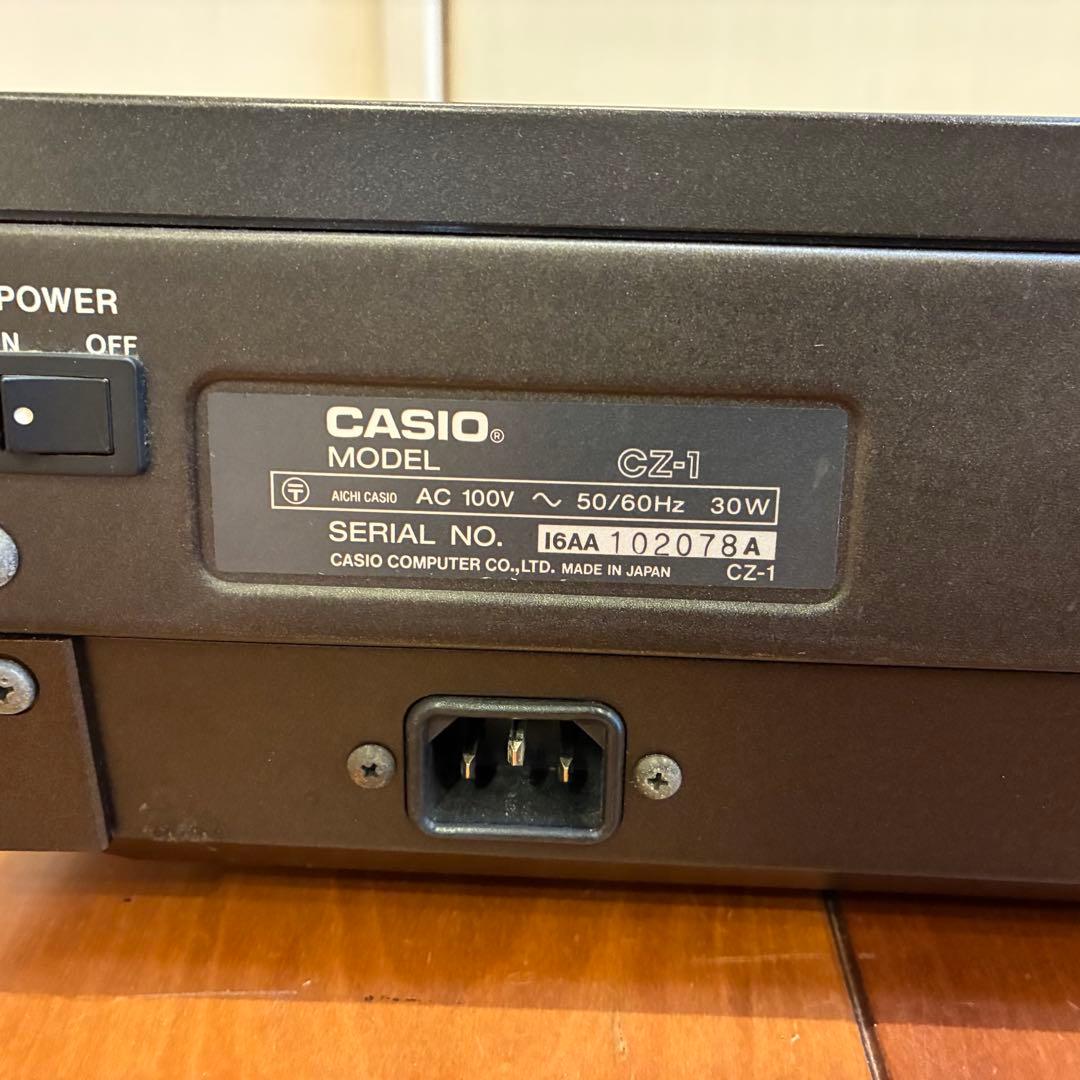 POWER
N OFF
CASIO®
MODEL CZ-1
〒 AICHI CASIO AC 100V ～ 50/60Hz 30W
SERIAL NO. I6AA 102078 A
CASIO COMPUTER CO.,LTD. MADE IN JAPAN CZ-1